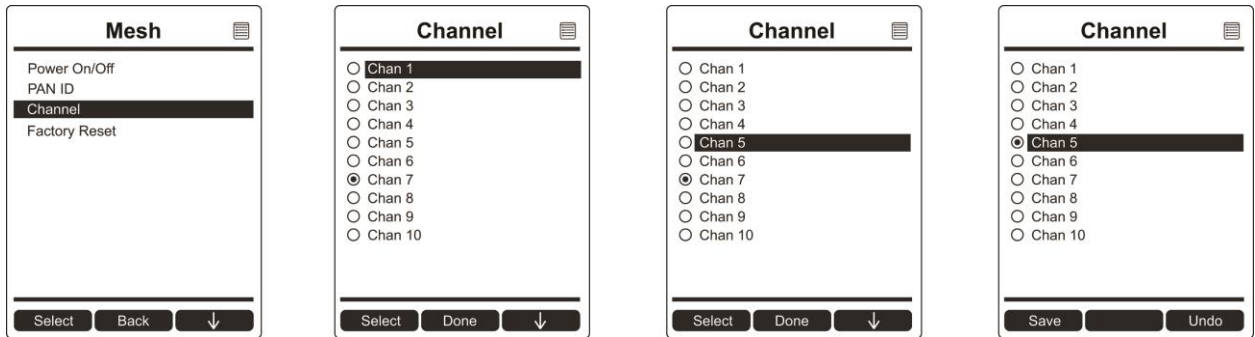 Mesh
Power On/Off
PAN ID
Channel
Factory Reset
Select Back ↓
Channel
Chan 1
Chan 2
Chan 3
Chan 4
Chan 5
Chan 6
Chan 7
Chan 8
Chan 9
Chan 10
Select Done ↓
Channel
Chan 1
Chan 2
Chan 3
Chan 4
Chan 5
Chan 6
Chan 7
Chan 8
Chan 9
Chan 10
Select Done ↓
Channel
Chan 1
Chan 2
Chan 3
Chan 4
Chan 5
Chan 6
Chan 7
Chan 8
Chan 9
Chan 10
Save Undo